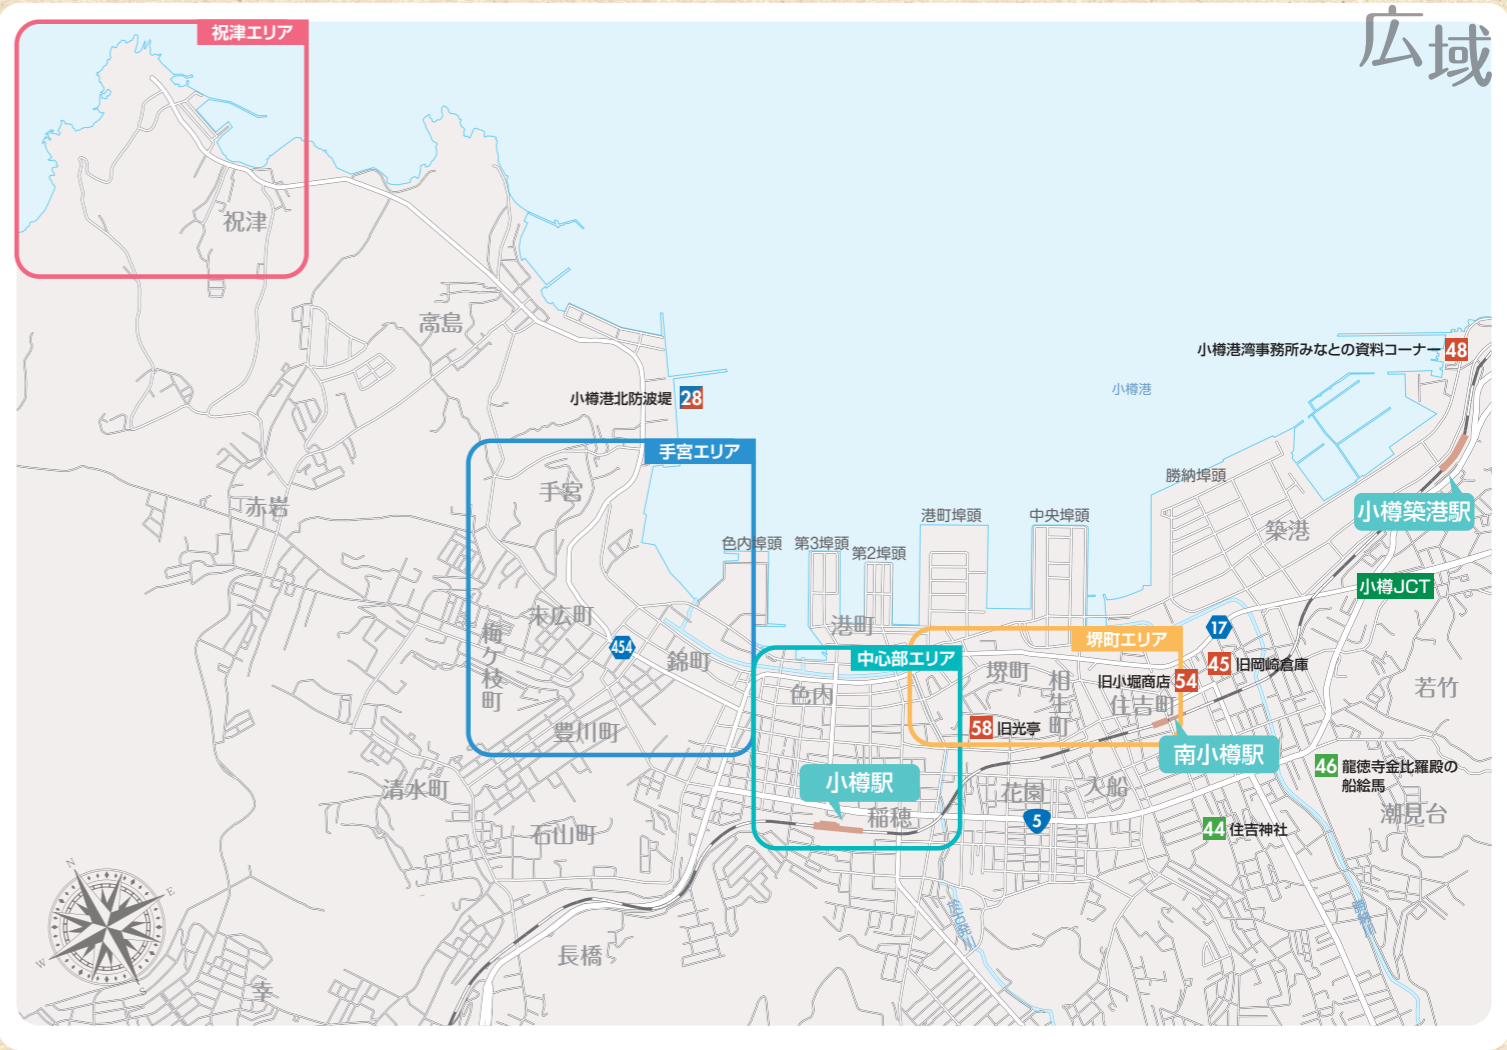 広域
祝津エリア
祝津
高島
小樽港湾事務所みなとの資料コーナー 48
小樽港
小樽港北防波堤 28
手宮エリア
手宮
赤岩
勝納埠頭
小樽築港駅
築港
港町埠頭
中央埠頭
色内埠頭
第3埠頭
第2埠頭
小樽JCT
末広町
梅ケ枝町
454
錦町
港町
17
堺町エリア
中心部エリア
45 旧岡崎倉庫
堺町
相生町
旧小堀商店 54
住吉町
色内
若竹
58 旧光亭
豊川町
南小樽駅
46 龍徳寺金比羅殿の
船絵馬
小樽駅
清水町
花園
入船
稲穂
5
潮見台
44 住吉神社
石山町
N
E
W
S
長橋
幸
勝納川